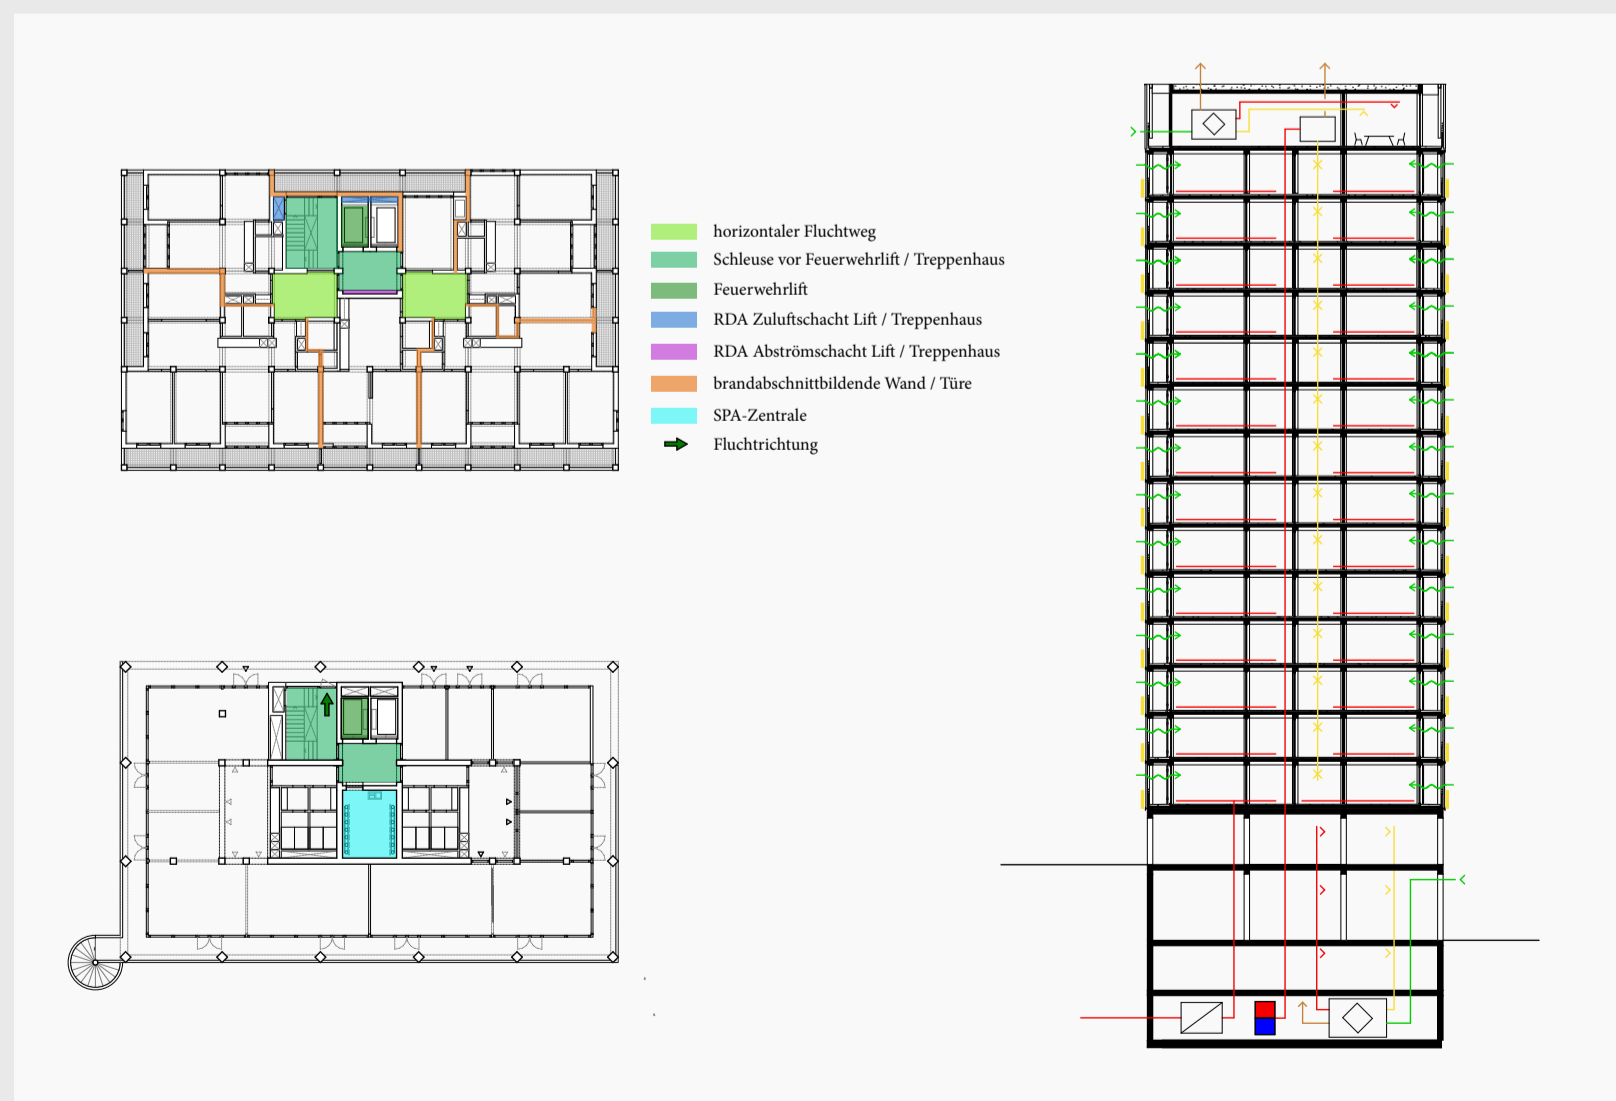 horizontaler Fluchtweg
Schleuse vor Feuerwehrlift / Treppenhaus
Feuerwehrlift
RDA Zuluftschacht Lift / Treppenhaus
RDA Abströmschacht Lift / Treppenhaus
brandabschnittbildende Wand / Türe
SPA-Zentrale
Fluchtrichtung